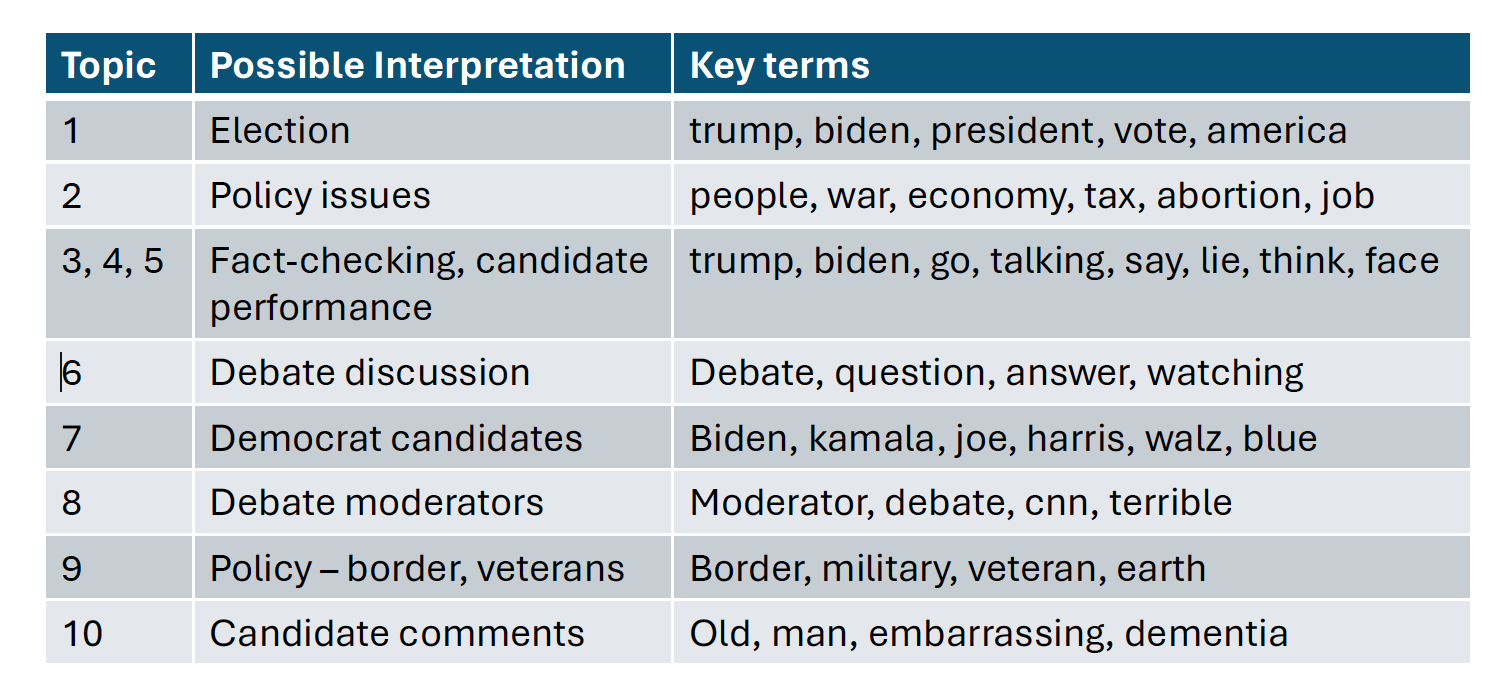 Topic Possible Interpretation Key terms
1 Election trump, biden, president, vote, america
2 Policy issues people, war, economy, tax, abortion, job
3, 4, 5 Fact-checking, candidate trump, biden, go, talking, say, lie, think, face
performance
6 Debate discussion Debate, question, answer, watching
7 Democrat candidates Biden, kamala, joe, harris, walz, blue
8 Debate moderators Moderator, debate, cnn, terrible
9 Policy – border, veterans Border, military, veteran, earth
10 Candidate comments Old, man, embarrassing, dementia